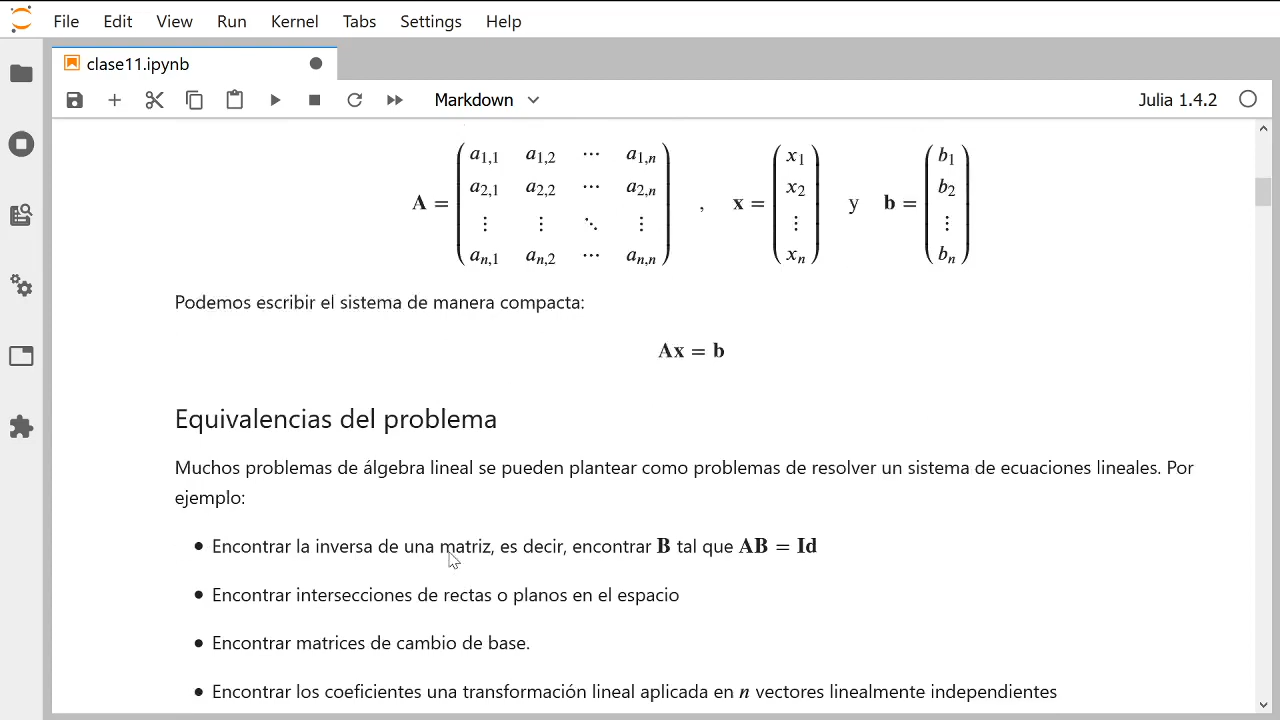 File Edit View Run Kernel Tabs Settings Help
clase11.ipynb
Markdown Julia 1.4.2
A = ( a1,1 a1,2 ⋯ a1,n
a2,1 a2,2 ⋯ a2,n
⋮ ⋮ ⋱ ⋮
an,1 an,2 ⋯ an,n ) , x = ( x1
x2
⋮
xn ) y b = ( b1
b2
⋮
bn )
Podemos escribir el sistema de manera compacta:
Ax = b
Equivalencias del problema
Muchos problemas de álgebra lineal se pueden plantear como problemas de resolver un sistema de ecuaciones lineales. Por
ejemplo:
• Encontrar la inversa de una matriz, es decir, encontrar B tal que AB = Id
• Encontrar intersecciones de rectas o planos en el espacio
• Encontrar matrices de cambio de base.
• Encontrar los coeficientes una transformación lineal aplicada en n vectores linealmente independientes